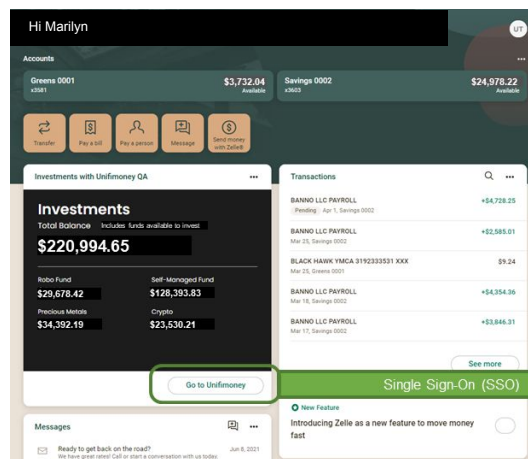 Hi Marilyn
UT
Accounts
Greens 0001
x3581
$3,732.04
Available
Savings 0002
x3603
$24,978.22
Available
Transfer
Pay a bill
Pay a person
Message
Send money
with Zelle®
Investments with Unifimoney QA
Investments
Total Balance Includes funds available to invest
$220,994.65
Robo Fund
$29,678.42
Self-Managed Fund
$128,393.83
Precious Metals
$34,392.19
Crypto
$23,530.21
Go to Unifimoney
Transactions
BANNO LLC PAYROLL +$4,728.25
Pending Apr 1, Savings 0002
BANNO LLC PAYROLL +$2,585.01
Mar 25, Savings 0002
BLACK HAWK YMCA 3192333531 XXX $9.24
Mar 25, Greens 0001
BANNO LLC PAYROLL +$4,354.36
Mar 18, Savings 0002
BANNO LLC PAYROLL +$3,846.31
Mar 17, Savings 0002
See more
Single Sign-On (SSO)
New Feature
Introducing Zelle as a new feature to move money
fast
Messages
Ready to get back on the road? Jun 8, 2021
We have great rates! Call or start a conversation with us today.